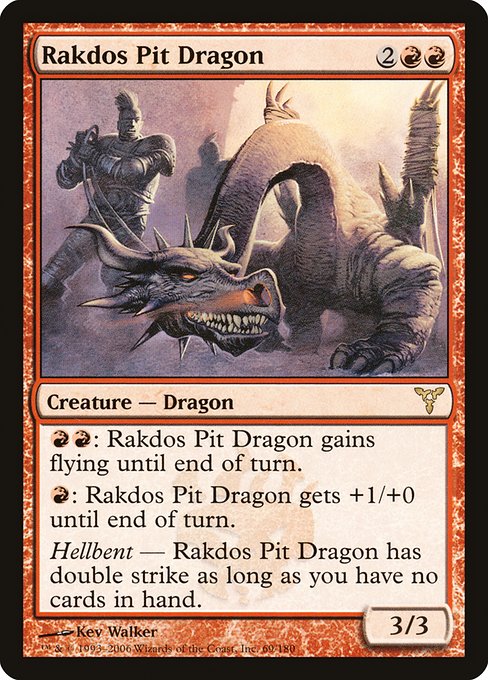 Rakdos Pit Dragon 2
Creature — Dragon
: Rakdos Pit Dragon gains
flying until end of turn.
: Rakdos Pit Dragon gets +1/+0
until end of turn.
Hellbent — Rakdos Pit Dragon has
double strike as long as you have no
cards in hand.
Kev Walker
3/3
™ & © 1993–2006 Wizards of the Coast, Inc. 69/180